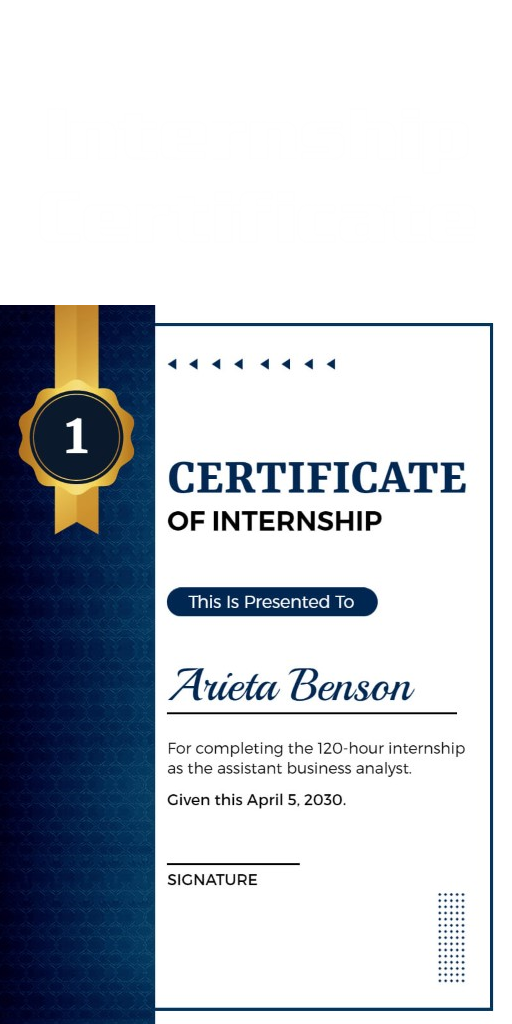 1
CERTIFICATE
OF INTERNSHIP
This Is Presented To
Arieta Benson
For completing the 120-hour internship
as the assistant business analyst.
Given this April 5, 2030.
SIGNATURE